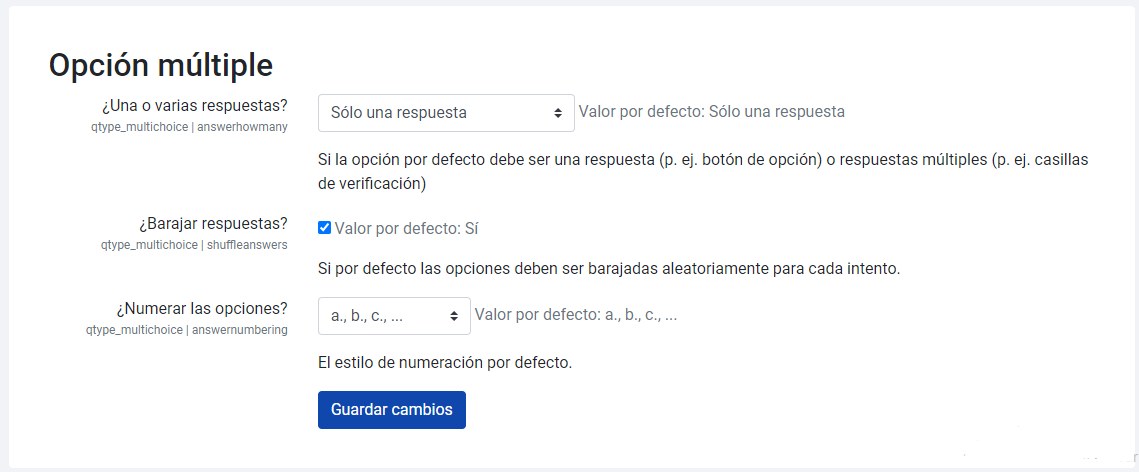 Opción múltiple
¿Una o varias respuestas?
qtype_multichoice | answerhowmany
Sólo una respuesta
Valor por defecto: Sólo una respuesta
Si la opción por defecto debe ser una respuesta (p. ej. botón de opción) o respuestas múltiples (p. ej. casillas
de verificación)
¿Barajar respuestas?
qtype_multichoice | shuffleanswers
Valor por defecto: Sí
Si por defecto las opciones deben ser barajadas aleatoriamente para cada intento.
¿Numerar las opciones?
qtype_multichoice | answernumbering
a., b., c., ...
Valor por defecto: a., b., c., ...
El estilo de numeración por defecto.
Guardar cambios